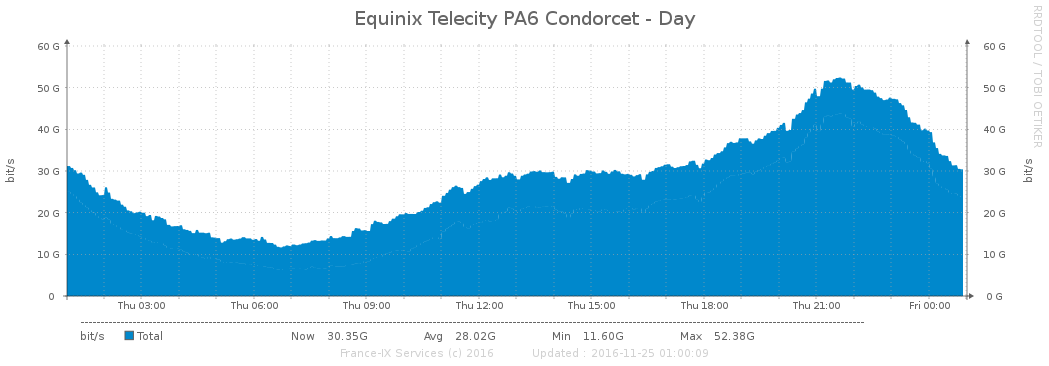 Equinix Telecity PA6 Condorcet - Day
RRDTOOL / TOBI OETIKER
bit/s
60 G 60 G
50 G 50 G
40 G 40 G
30 G 30 G
20 G 20 G
10 G 10 G
0 0 G
bit/s
Thu 03:00 Thu 06:00 Thu 09:00 Thu 12:00 Thu 15:00 Thu 18:00 Thu 21:00 Fri 00:00
bit/s Total Now 30.35G Avg 28.02G Min 11.60G Max 52.38G
France-IX Services (c) 2016 Updated : 2016-11-25 01:00:09